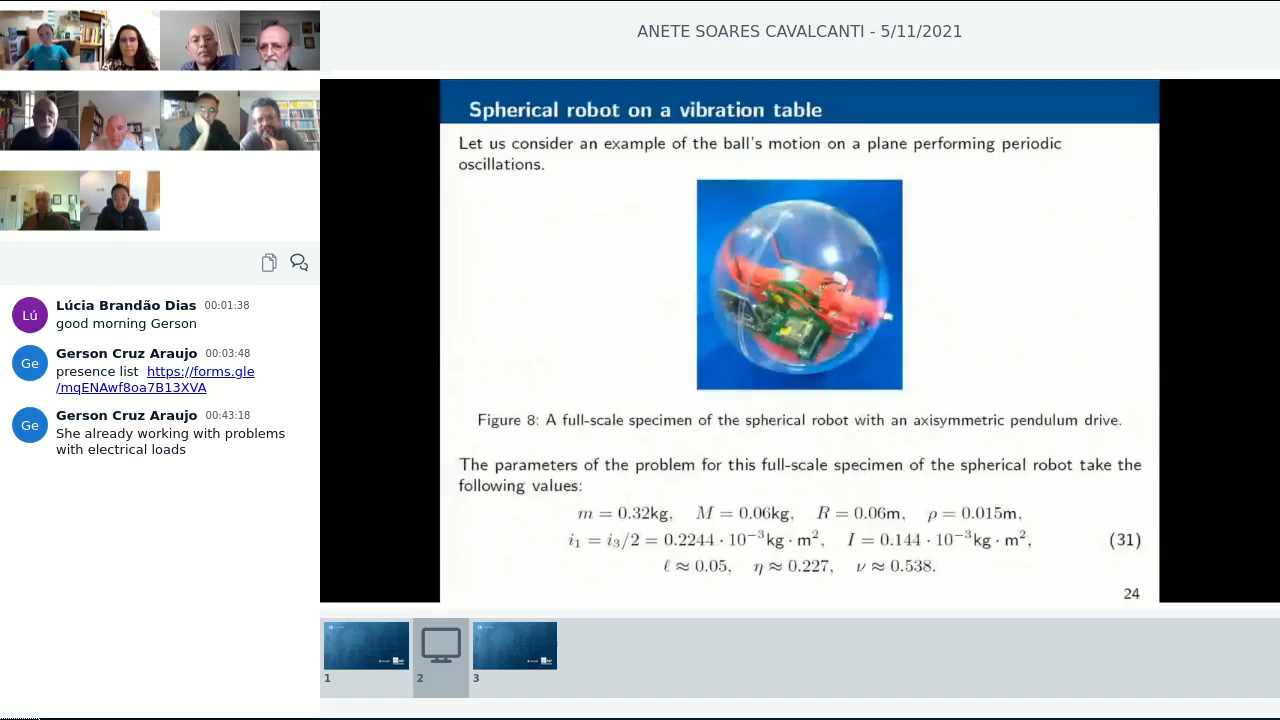 ANETE SOARES CAVALCANTI - 5/11/2021
Lú
Lúcia Brandão Dias 00:01:38
good morning Gerson
Ge
Gerson Cruz Araujo 00:03:48
presence list https://forms.gle
/mqENAwf8oa7B13XVA
Ge
Gerson Cruz Araujo 00:43:18
She already working with problems
with electrical loads
Spherical robot on a vibration table
Let us consider an example of the ball's motion on a plane performing periodic
oscillations.
Figure 8: A full-scale specimen of the spherical robot with an axisymmetric pendulum drive.
The parameters of the problem for this full-scale specimen of the spherical robot take the
following values:
m = 0.32kg, M = 0.06kg, R = 0.06m, ρ = 0.015m,
i₁ = i₃/2 = 0.2244 · 10⁻³kg · m², I = 0.144 · 10⁻³kg · m², (31)
ℓ ≈ 0.05, η ≈ 0.227, ν ≈ 0.538.
24
1
2
3